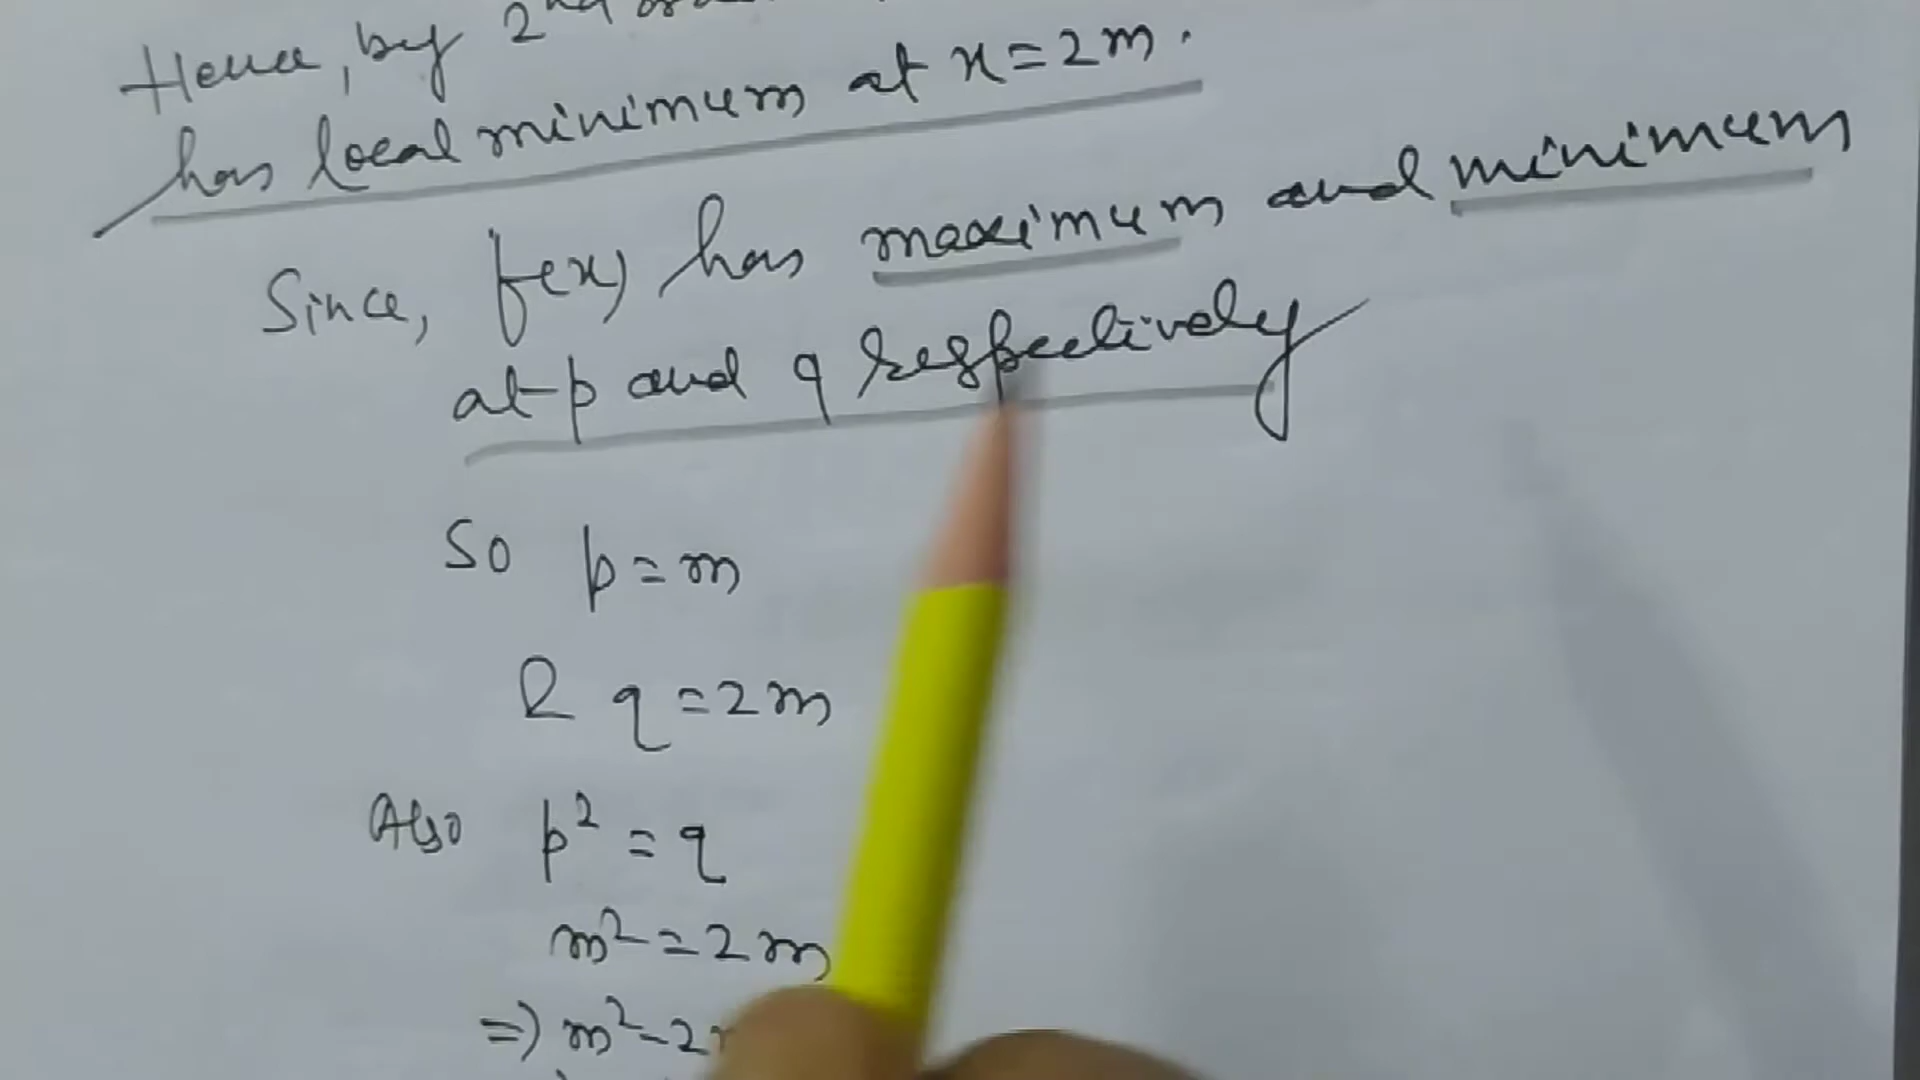 Hence, by 2nd
has local minimum at x=2m.
Since, f(x) has maximum and minimum
at p and q respectively
So p=m
& q=2m
Also p²=q
m²=2m
=) m²-2